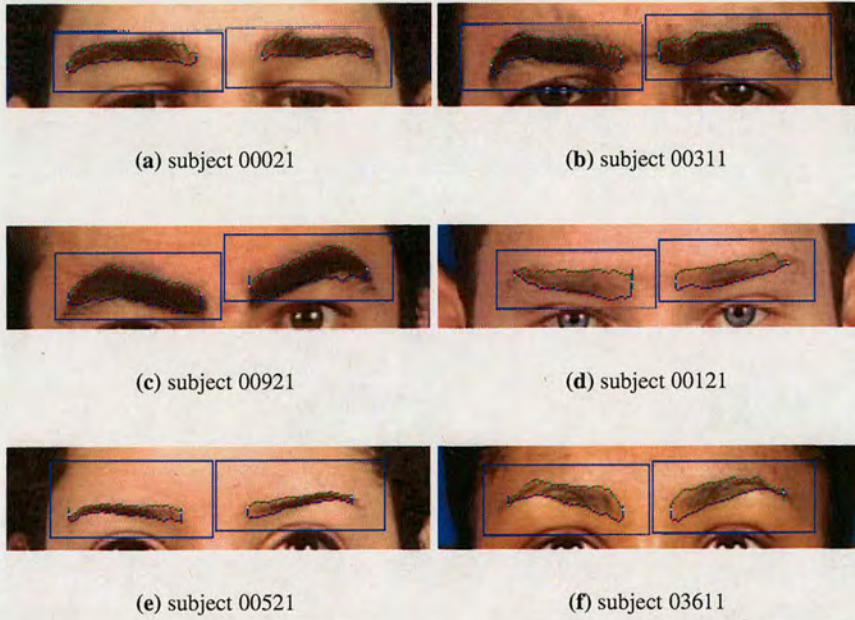 (a) subject 00021
(b) subject 00311
(c) subject 00921
(d) subject 00121
(e) subject 00521
(f) subject 03611